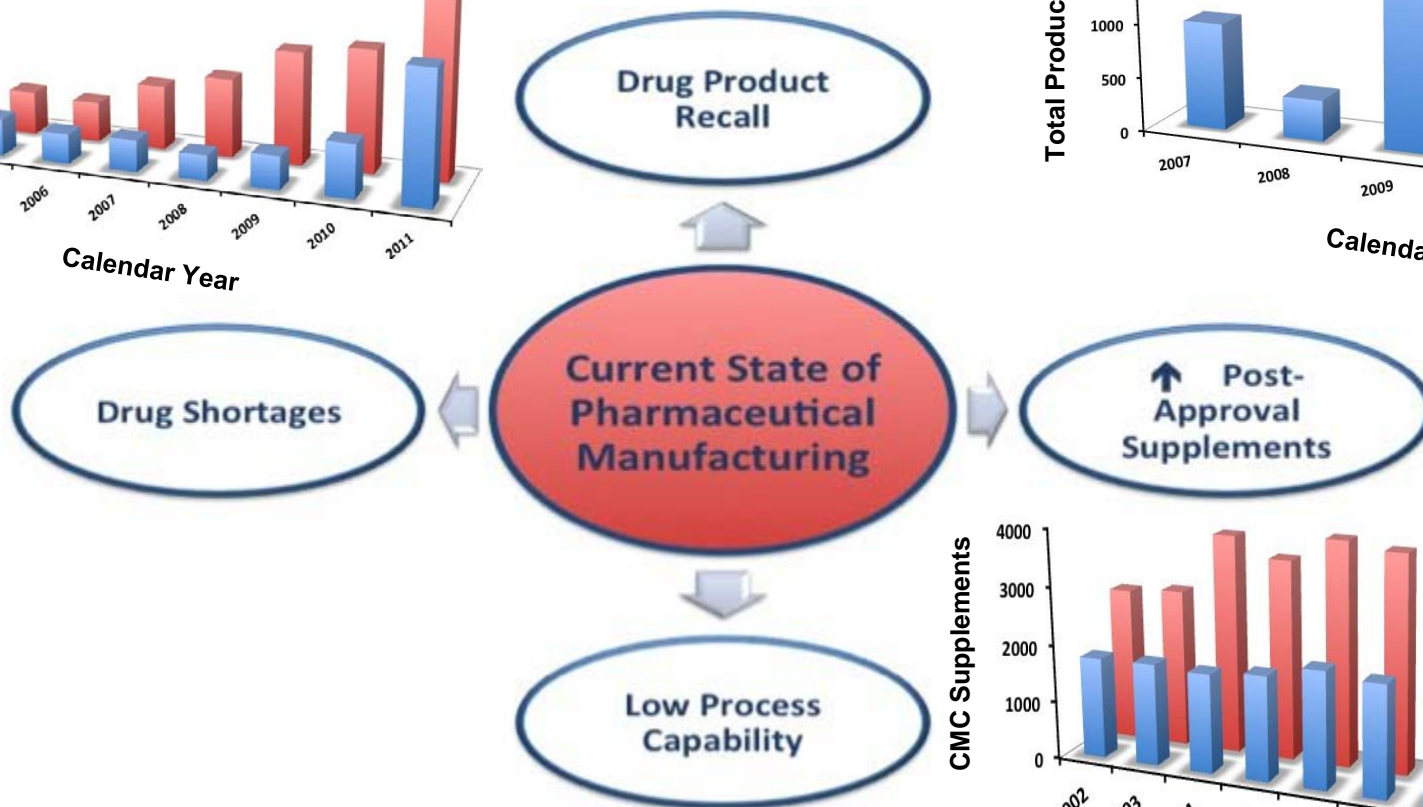 Drug Product
Recall
Total Produc
1000
500
0
2007
2008
2009
Calenda
2006
2007
2008
2009
2010
2011
Calendar Year
Drug Shortages
Current State of
Pharmaceutical
Manufacturing
↑ Post-
Approval
Supplements
Low Process
Capability
CMC Supplements
4000
3000
2000
1000
0